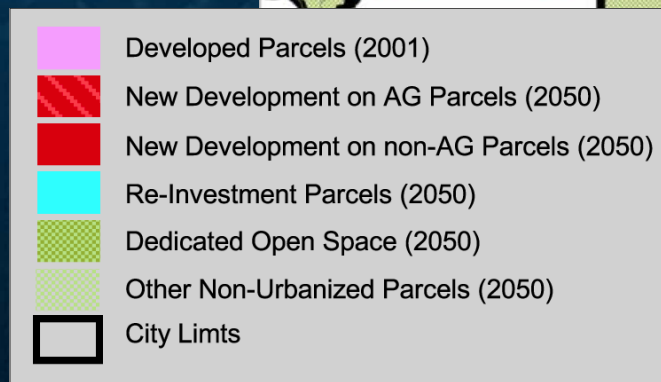 Developed Parcels (2001)
New Development on AG Parcels (2050)
New Development on non-AG Parcels (2050)
Re-Investment Parcels (2050)
Dedicated Open Space (2050)
Other Non-Urbanized Parcels (2050)
City Limts